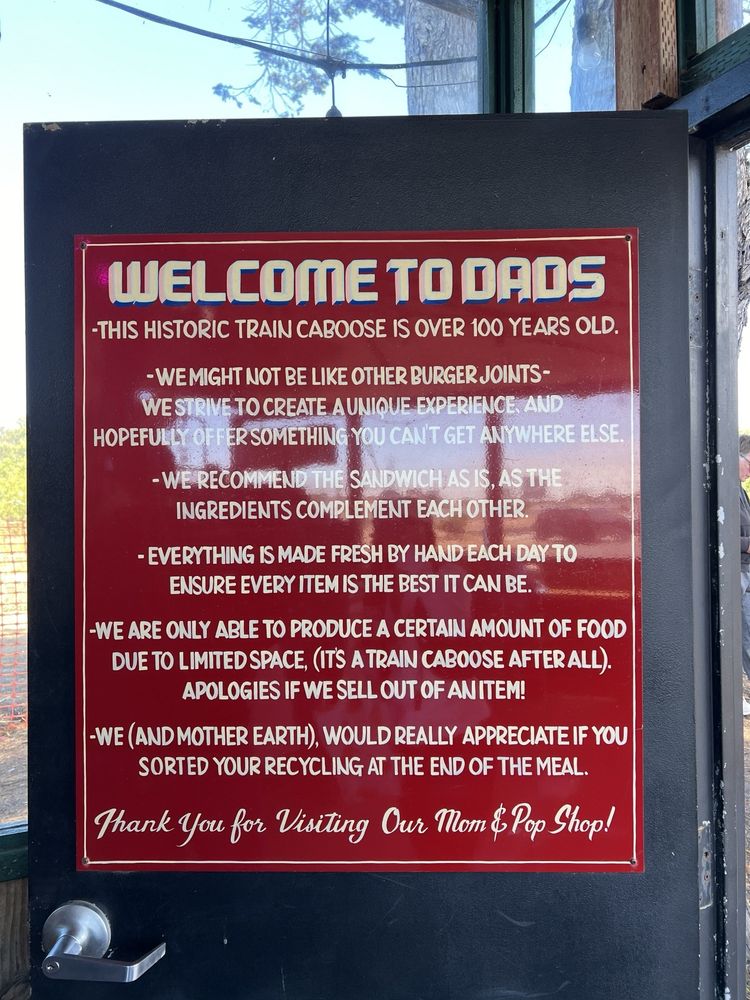 WELCOME TO DADS
-THIS HISTORIC TRAIN CABOOSE IS OVER 100 YEARS OLD.
-WE MIGHT NOT BE LIKE OTHER BURGER JOINTS-
WE STRIVE TO CREATE A UNIQUE EXPERIENCE, AND
HOPEFULLY OFFER SOMETHING YOU CAN'T GET ANYWHERE ELSE.
-WE RECOMMEND THE SANDWICH AS IS, AS THE
INGREDIENTS COMPLEMENT EACH OTHER.
-EVERYTHING IS MADE FRESH BY HAND EACH DAY TO
ENSURE EVERY ITEM IS THE BEST IT CAN BE.
-WE ARE ONLY ABLE TO PRODUCE A CERTAIN AMOUNT OF FOOD
DUE TO LIMITED SPACE, (IT'S A TRAIN CABOOSE AFTER ALL).
APOLOGIES IF WE SELL OUT OF AN ITEM!
-WE (AND MOTHER EARTH), WOULD REALLY APPRECIATE IF YOU
SORTED YOUR RECYCLING AT THE END OF THE MEAL.
Thank You for Visiting Our Mom & Pop Shop!